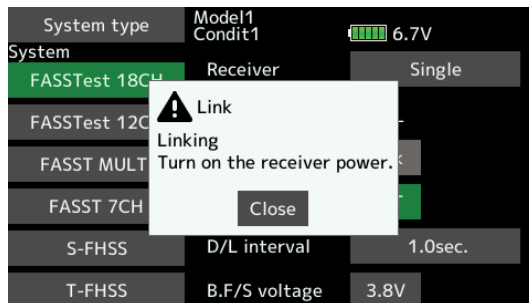 System type
Model1
Condit1
6.7V
System
FASSTest 18CH
Receiver
Single
Link
Linking
Turn on the receiver power.
Close
FASSTest 12C
FASST MULT
FASST 7CH
S-FHSS
D/L interval
1.0sec.
T-FHSS
B.F/S voltage
3.8V